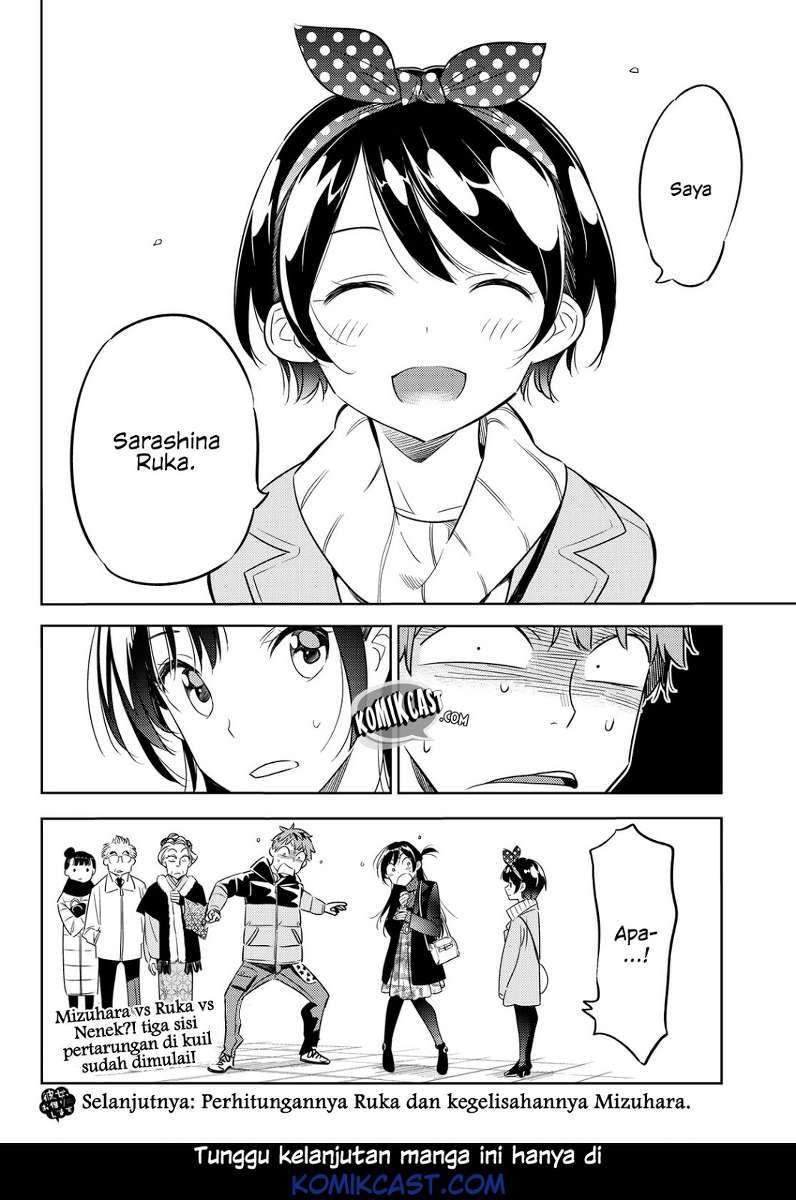 Saya
Sarashina
Ruka.
KOMIKCAST
.COM
Apa-
...!
Mizuhara vs Ruka vs
Nenek?! tiga sisi
pertarungan di kuil
sudah dimulai!
Selanjutnya: Perhitungannya Ruka dan kegelisahannya Mizuhara.
Tunggu kelanjutan manga ini hanya di
KOMIKCAST.COM